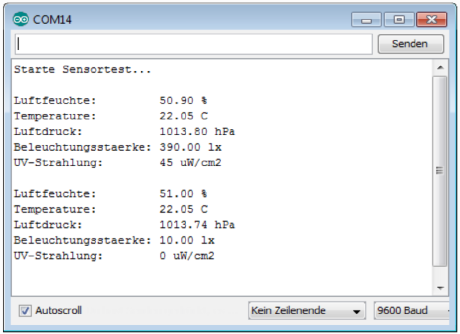 COM14
Senden
Starte Sensortest...
Luftfeuchte: 50.90 %
Temperature: 22.05 C
Luftdruck: 1013.80 hPa
Beleuchtungsstaerke: 390.00 lx
UV-Strahlung: 45 uW/cm2
Luftfeuchte: 51.00 %
Temperature: 22.05 C
Luftdruck: 1013.74 hPa
Beleuchtungsstaerke: 10.00 lx
UV-Strahlung: 0 uW/cm2
Autoscroll Kein Zeilenende 9600 Baud